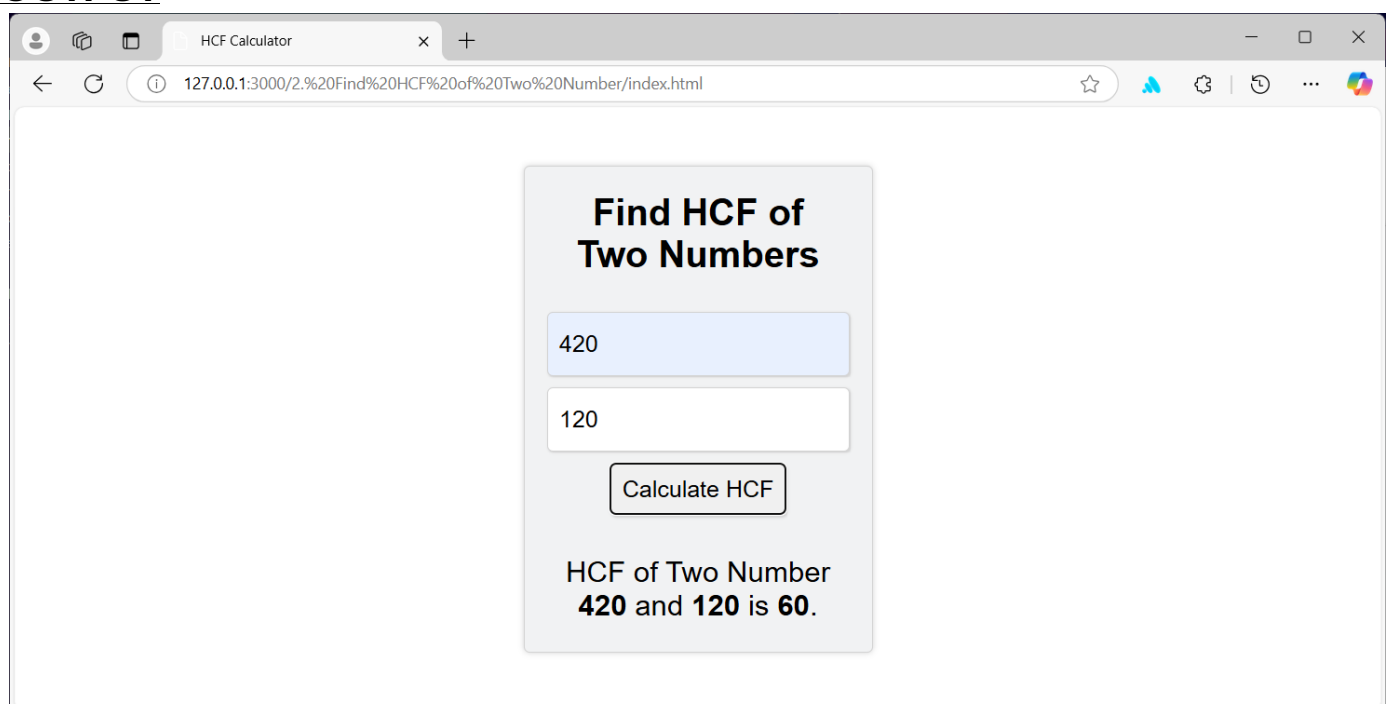 HCF Calculator
127.0.0.1:3000/2.%20Find%20HCF%20of%20Two%20Number/index.html
Find HCF of
Two Numbers
420
120
Calculate HCF
HCF of Two Number
420 and 120 is 60.